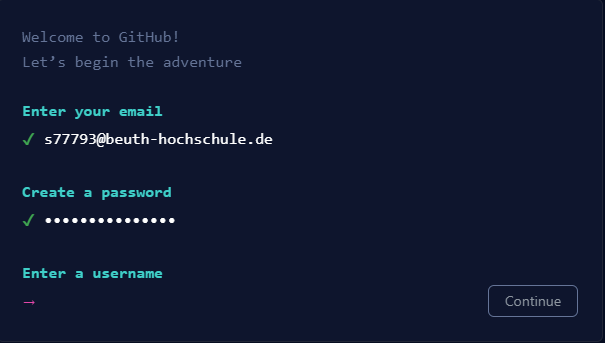 Welcome to GitHub!
Let’s begin the adventure
Enter your email
✓ s77793@beuth-hochschule.de
Create a password
✓ •••••••••••••••
Enter a username
→
Continue